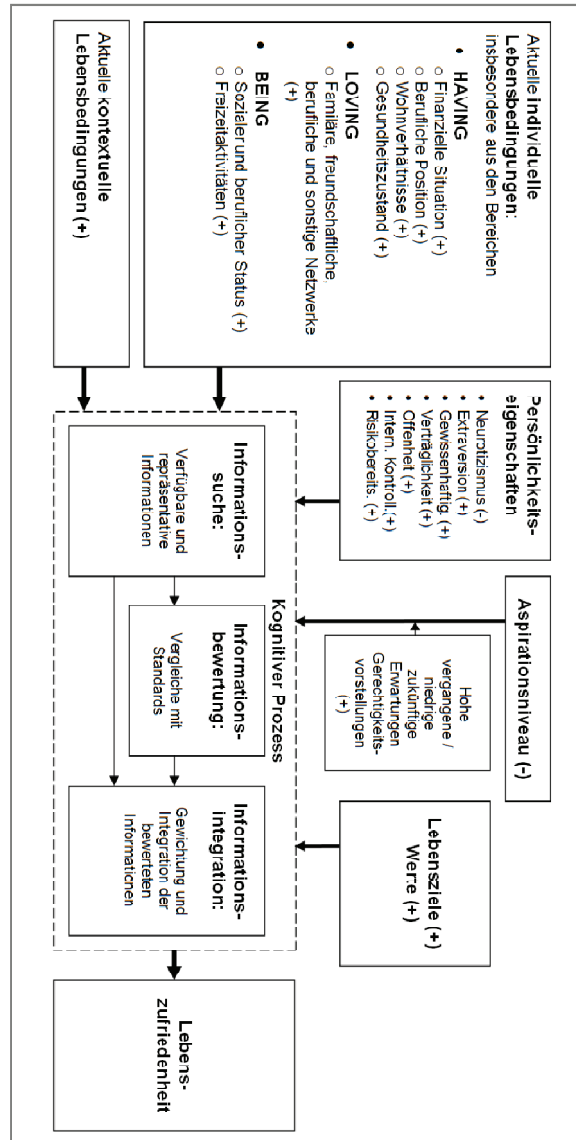 Aktuelle individuelle
Lebensbedingungen:
insbesondere aus den Bereichen
• HAVING
○ Finanzielle Situation (+)
○ Berufliche Position (+)
○ Wohnverhältnisse (+)
○ Gesundheitszustand (+)
• LOVING
○ Familiäre, freundschaftliche,
berufliche und sonstige Netzwerke
(+)
• BEING
○ Sozialer und beruflicher Status (+)
○ Freizeitaktivitäten (+)
Aktuelle kontextuelle
Lebensbedingungen (+)
Persönlichkeits-
eigenschaften
• Neurotizismus (-)
• Extraversion (+)
• Gewissenhaftig. (+)
• Verträglichkeit (+)
• Offenheit (+)
• Intern. Kontroll.(+)
• Risikobereits. (+)
Aspirationsniveau (-)
Hohe
vergangene /
niedrige
zukünftige
Erwartungen
Gerechtigkeits-
vorstellungen
(+)
Lebensziele (+)
Werte (+)
Kognitiver Prozess
Informations-
suche:
Verfügbare und
repräsentative
Informationen
Informations-
bewertung:
Vergleiche mit
Standards
Informations-
integration:
Gewichtung und
Integration der
bewerteten
Informationen
Lebens-
zufriedenheit